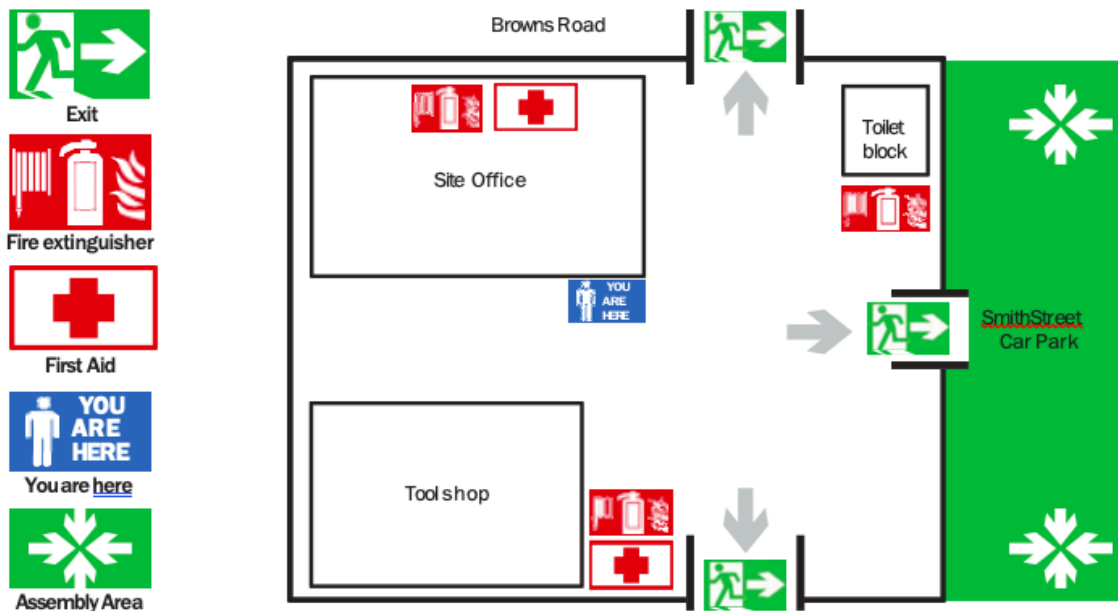 Exit
Fire extinguisher
First Aid
YOU
ARE
HERE
You are here
Assembly Area
Browns Road
Site Office
YOU
ARE
HERE
Toilet
block
SmithStreet
Car Park
Tool shop